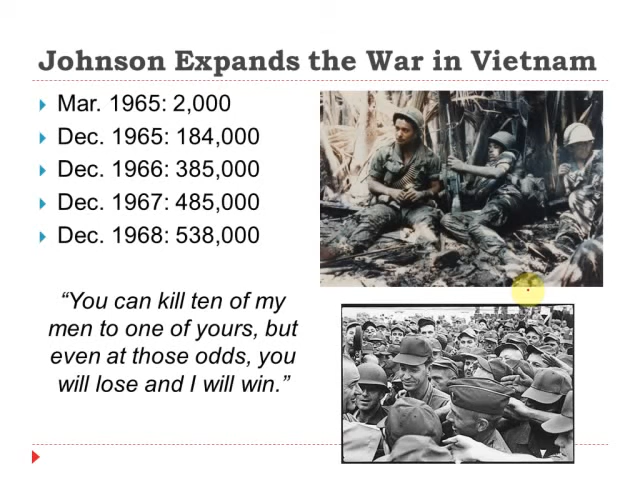 Johnson Expands the War in Vietnam
Mar. 1965: 2,000
Dec. 1965: 184,000
Dec. 1966: 385,000
Dec. 1967: 485,000
Dec. 1968: 538,000
“You can kill ten of my
men to one of yours, but
even at those odds, you
will lose and I will win.”